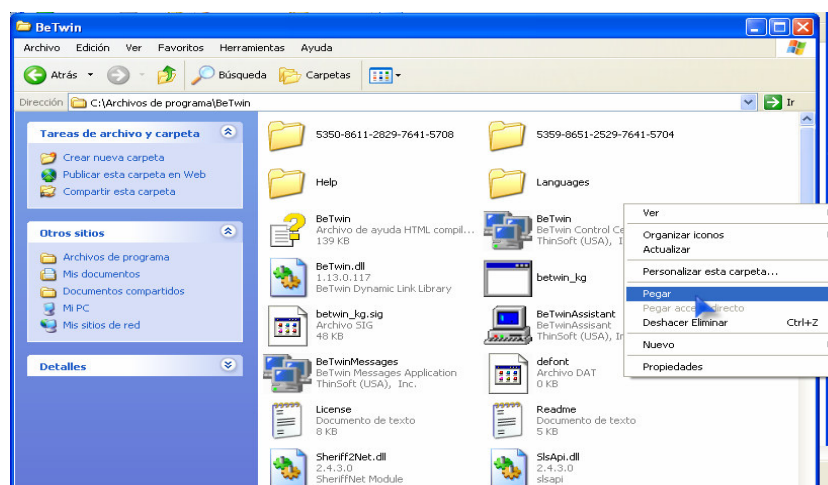 BeTwin
Archivo Edición Ver Favoritos Herramientas Ayuda
Atrás Búsqueda Carpetas
Dirección C:\Archivos de programa\BeTwin Ir
Tareas de archivo y carpeta
Crear nueva carpeta
Publicar esta carpeta en Web
Compartir esta carpeta
Otros sitios
Archivos de programa
Mis documentos
Documentos compartidos
Mi PC
Mis sitios de red
Detalles
5350-8611-2829-7641-5708
5359-8651-2529-7641-5704
Help
Languages
BeTwin
Archivo de ayuda HTML compil...
139 KB
BeTwin
BeTwin Control Ce
ThinSoft (USA), I
BeTwin.dll
1.13.0.117
BeTwin Dynamic Link Library
betwin_kg
betwin_kg.sig
Archivo SIG
48 KB
BeTwinAssistant
BeTwinAssisant
ThinSoft (USA), Ir
BeTwinMessages
BeTwin Messages Application
ThinSoft (USA), Inc.
defont
Archivo DAT
0 KB
License
Documento de texto
8 KB
Readme
Documento de texto
5 KB
Sheriff2Net.dll
2.4.3.0
SheriffNet Module
SlsApi.dll
2.4.3.0
slsapi
Ver
Organizar iconos
Actualizar
Personalizar esta carpeta...
Pegar
Pegar acceso directo
Deshacer Eliminar Ctrl+Z
Nuevo
Propiedades